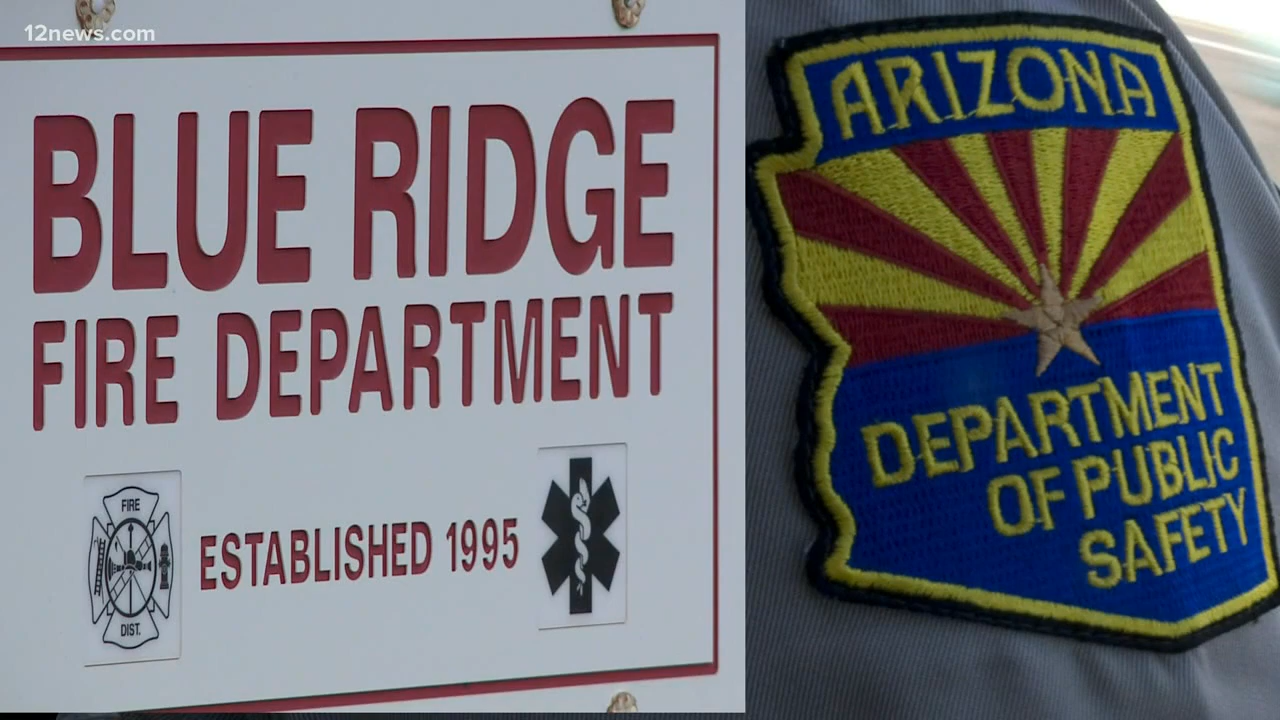 12news.com
BLUE RIDGE
FIRE DEPARTMENT
FIRE
DIST.
ESTABLISHED 1995
ARIZONA
DEPARTMENT
OF PUBLIC
SAFETY